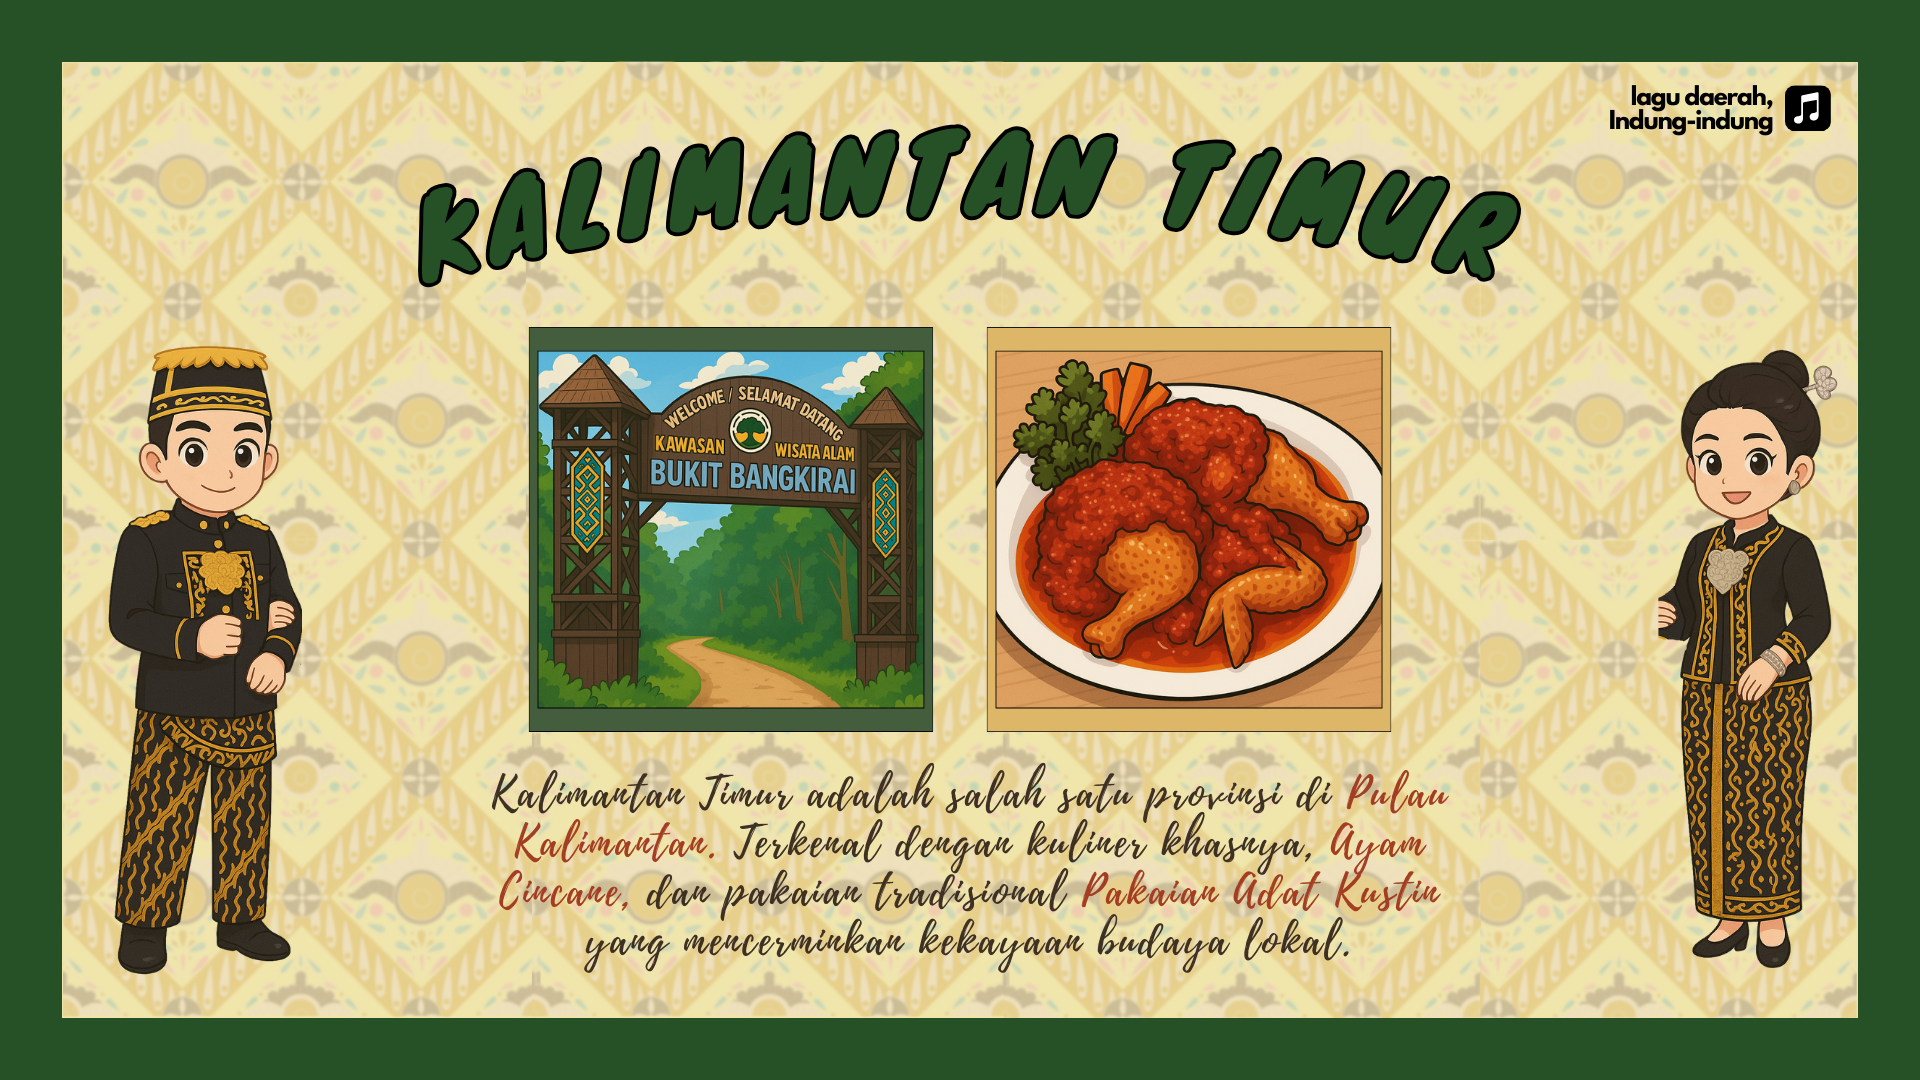 lagu daerah,
Indung-indung
KALIMANTAN TIMUR
WELCOME / SELAMAT DATANG
KAWASAN WISATA ALAM
BUKIT BANGKIRAI
Kalimantan Timur adalah salah satu provinsi di Pulau
Kalimantan. Terkenal dengan kuliner khasnya, Ayam
Cincane, dan pakaian tradisional Pakaian Adat Kustin
yang mencerminkan kekayaan budaya lokal.